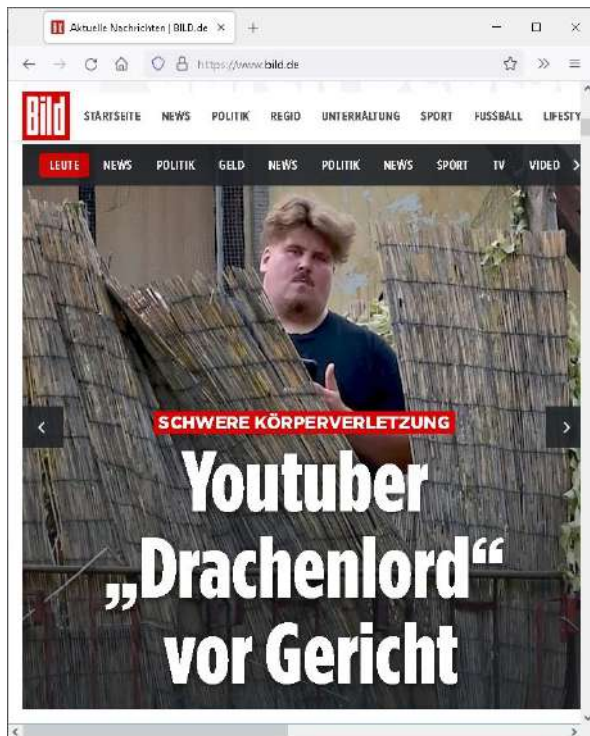 Aktuelle Nachrichten | BILD.de
https://www.bild.de
Bild STARTSEITE NEWS POLITIK REGIO UNTERHALTUNG SPORT FUSSBALL LIFESTY
LEUTE NEWS POLITIK GELD NEWS POLITIK NEWS SPORT TV VIDEO
SCHWERE KÖRPERVERLETZUNG
Youtuber
„Drachenlord“
vor Gericht